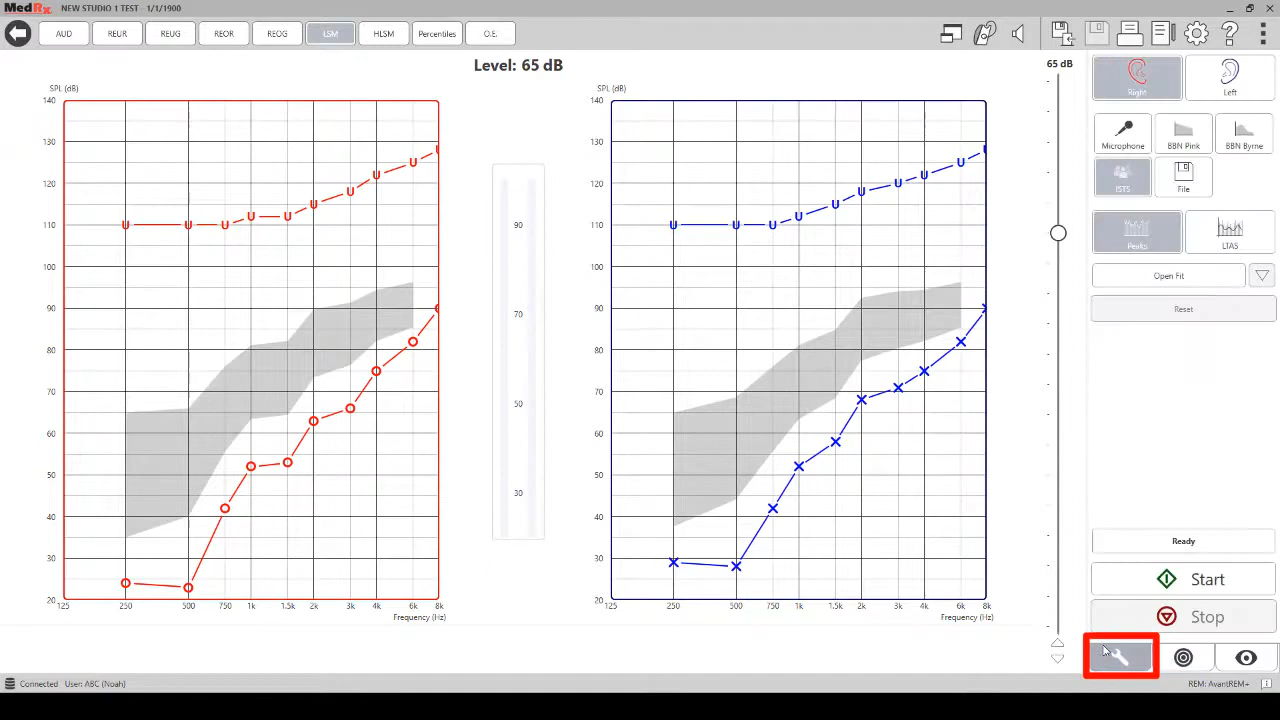 MedRx NEW STUDIO 1 TEST - 1/1/1900
AUD REUR REUG REOR REOG LSM HLSM Percentiles O.E.
Level: 65 dB
65 dB
SPL (dB)
140
130
120
110
100
90
80
70
60
50
40
30
20
125 250 500 750 1k 1.5k 2k 3k 4k 6k 8k
Frequency (Hz)
U U U U U U U U U
90
70
50
30
SPL (dB)
140
130
120
110
100
90
80
70
60
50
40
30
20
125 250 500 750 1k 1.5k 2k 3k 4k 6k 8k
Frequency (Hz)
U U U U U U U U U
Right Left
Microphone BBN Pink BBN Byrne
ISTS File
Peaks LTAS
Open Fit
Reset
Ready
Start
Stop
Connected User: ABC (Noah) REM: AvantREM+